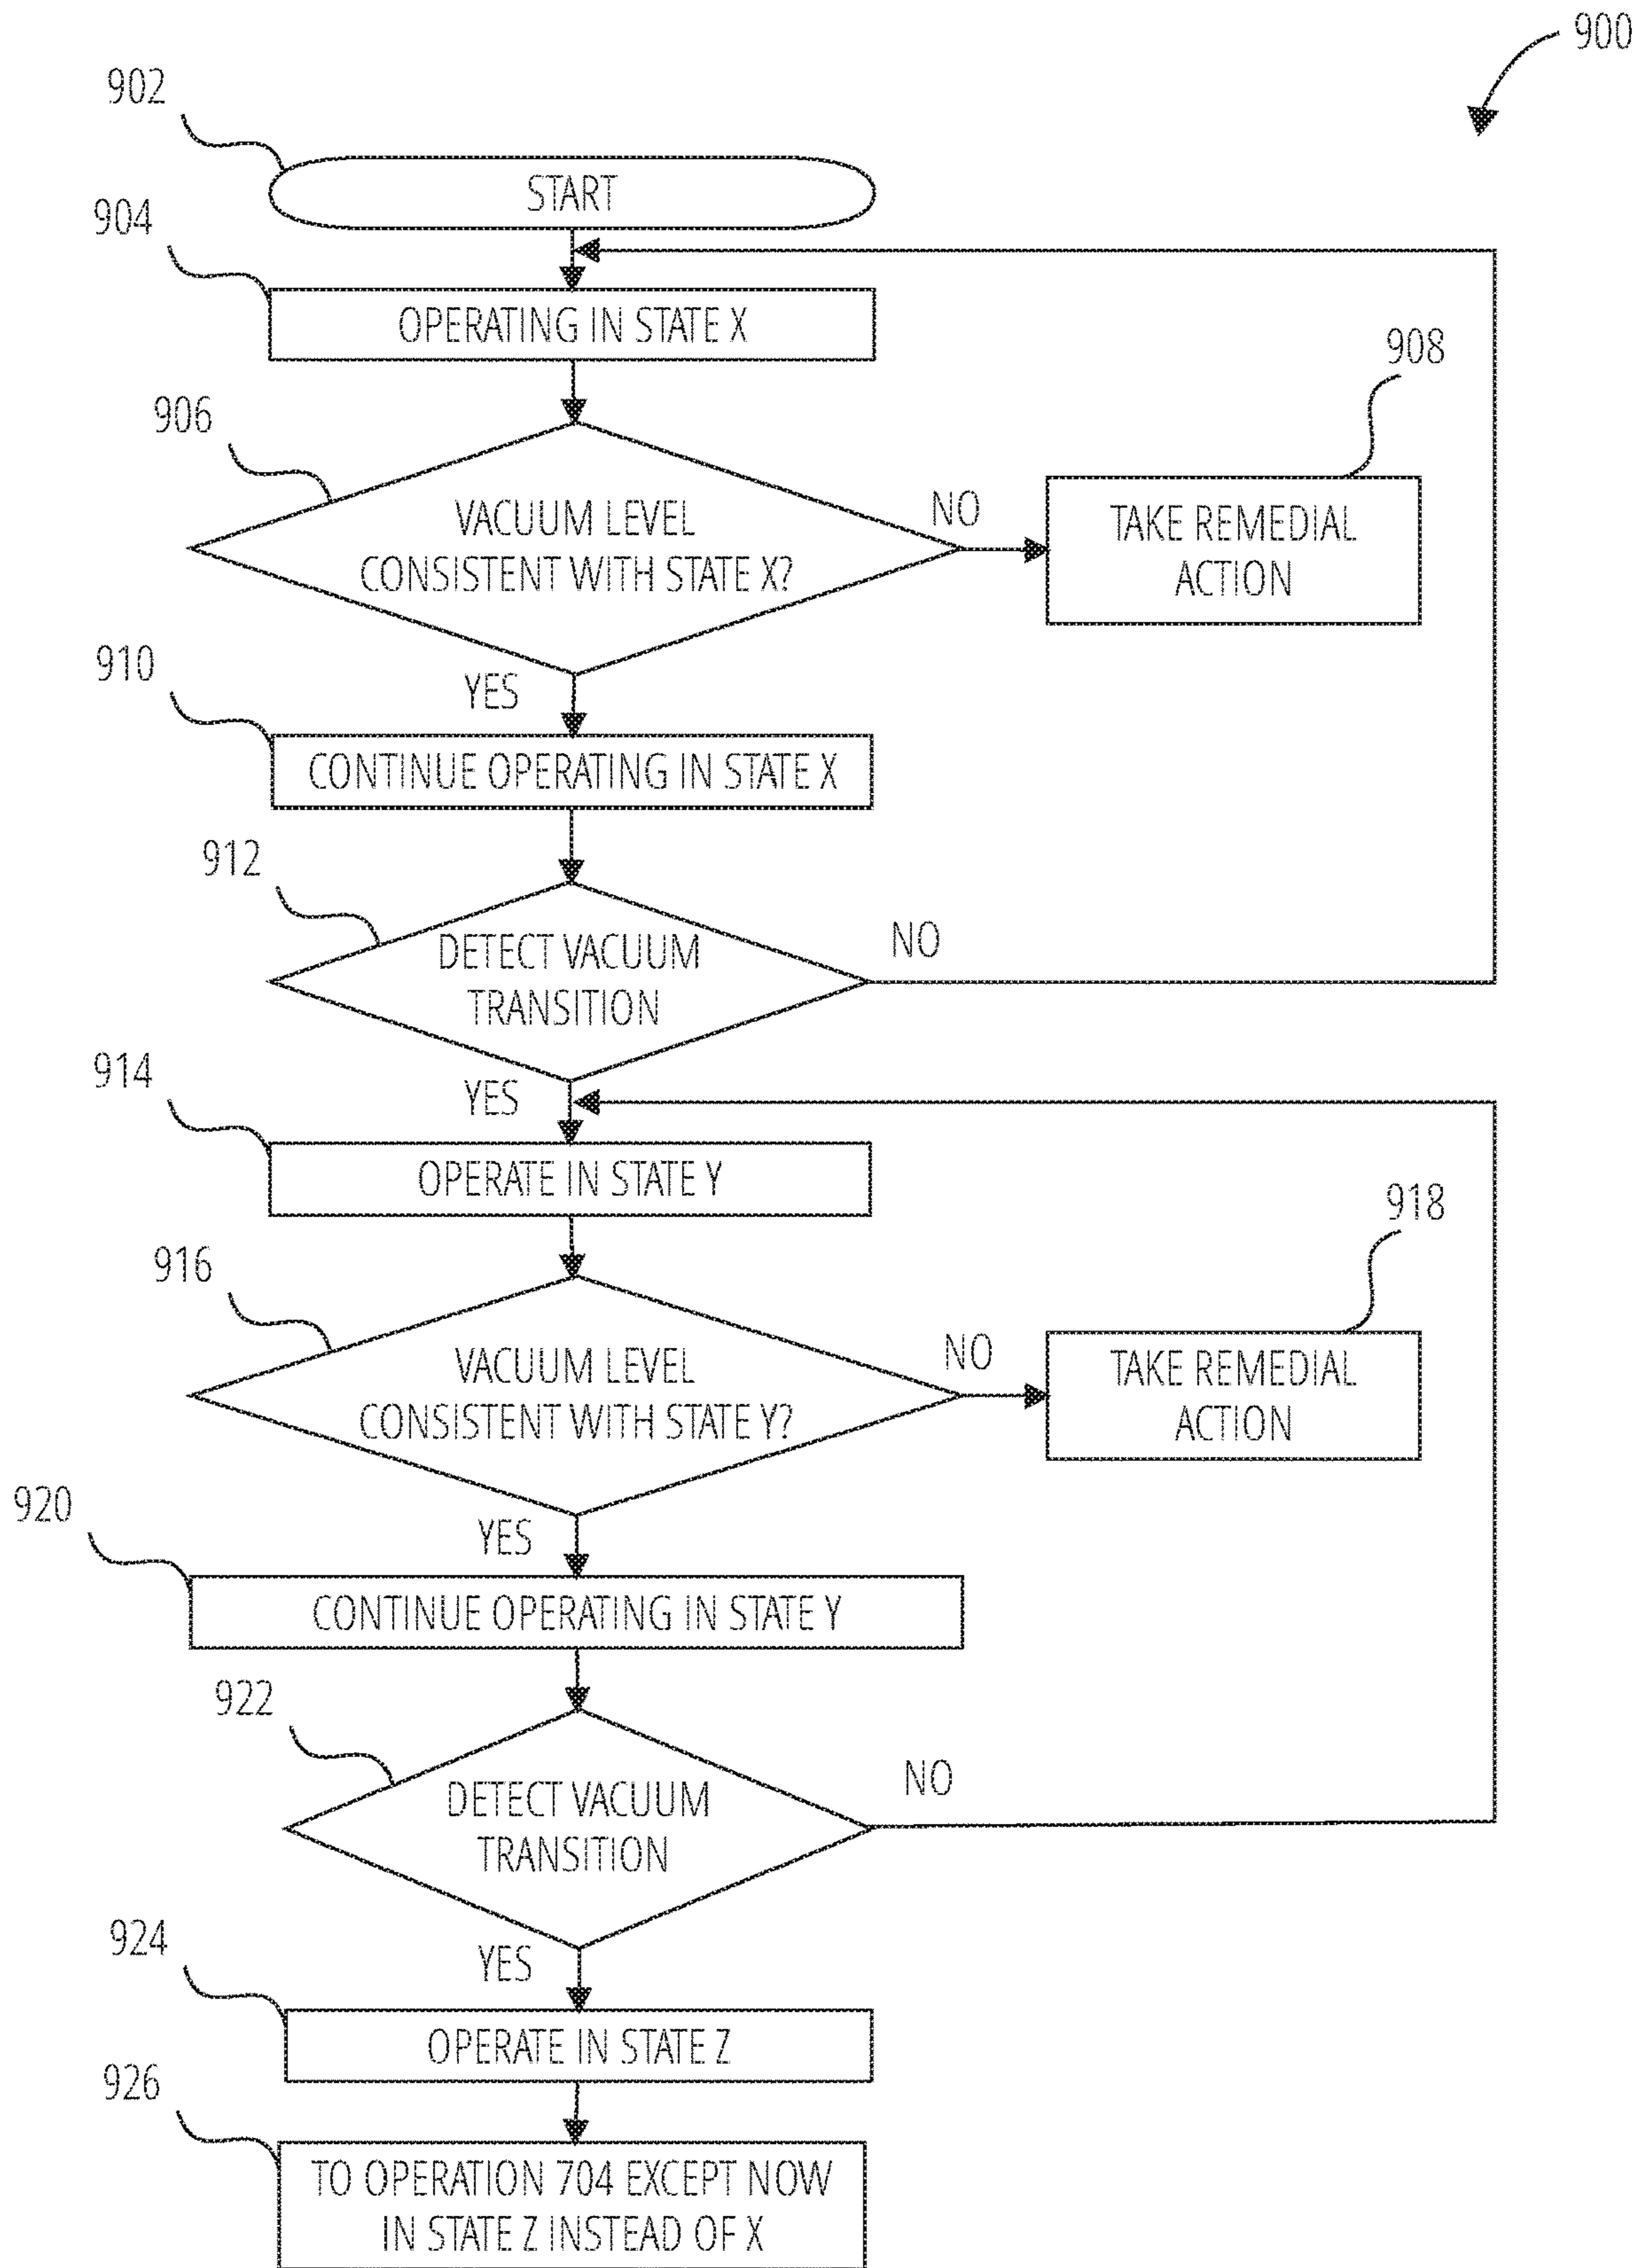 900
902
START
904
OPERATING IN STATE X
908
906
VACUUM LEVEL
CONSISTENT WITH STATE X?
NO
TAKE REMEDIAL
ACTION
910
YES
CONTINUE OPERATING IN STATE X
912
DETECT VACUUM
TRANSITION
NO
914
YES
OPERATE IN STATE Y
918
916
VACUUM LEVEL
CONSISTENT WITH STATE Y?
NO
TAKE REMEDIAL
ACTION
920
YES
CONTINUE OPERATING IN STATE Y
922
DETECT VACUUM
TRANSITION
NO
924
YES
OPERATE IN STATE Z
926
TO OPERATION 704 EXCEPT NOW
IN STATE Z INSTEAD OF X